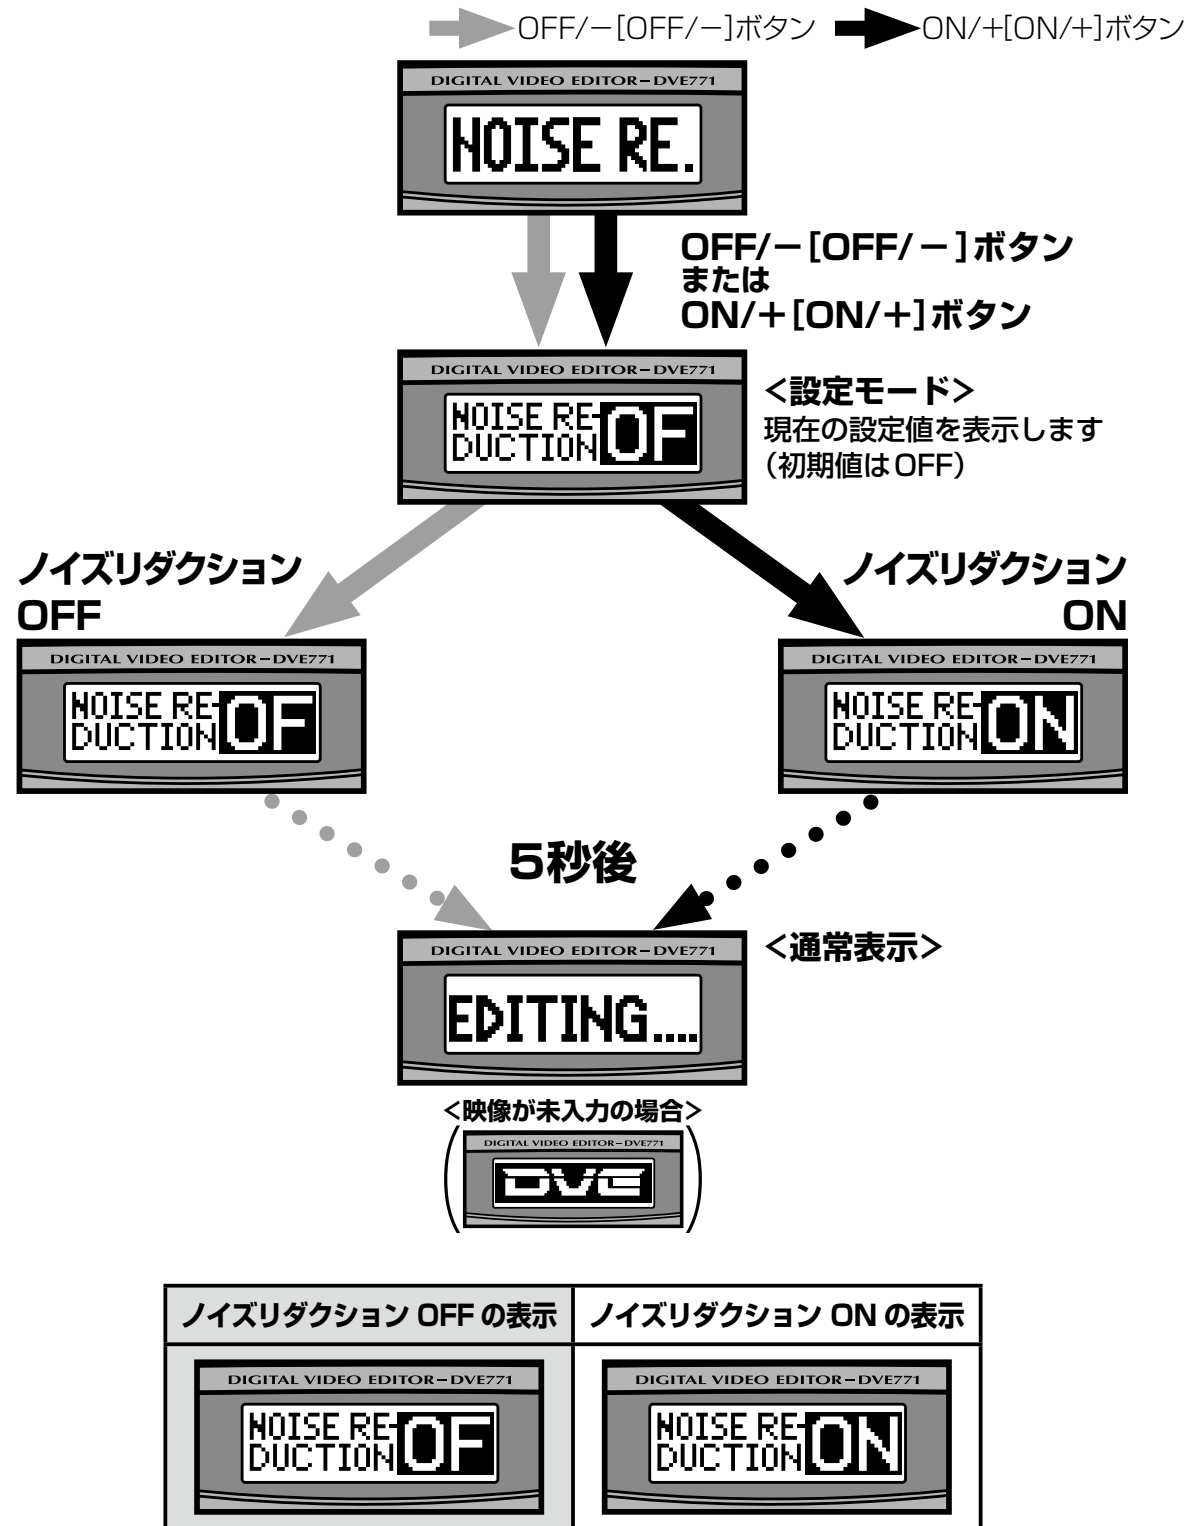 OFF/−[OFF/−]ボタン ON/+[ON/+]ボタン
DIGITAL VIDEO EDITOR−DVE771
NOISE RE.
OFF/−[OFF/−]ボタン
または
ON/+[ON/+]ボタン
DIGITAL VIDEO EDITOR−DVE771
NOISE RE-
DUCTION OF
<設定モード>
現在の設定値を表示します
(初期値はOFF)
ノイズリダクション
OFF
DIGITAL VIDEO EDITOR−DVE771
NOISE RE-
DUCTION OF
ノイズリダクション
ON
DIGITAL VIDEO EDITOR−DVE771
NOISE RE-
DUCTION ON
5秒後
DIGITAL VIDEO EDITOR−DVE771
EDITING....
<通常表示>
<映像が未入力の場合>
DIGITAL VIDEO EDITOR−DVE771
DVE
ノイズリダクション OFF の表示
DIGITAL VIDEO EDITOR−DVE771
NOISE RE-
DUCTION OF
ノイズリダクション ON の表示
DIGITAL VIDEO EDITOR−DVE771
NOISE RE-
DUCTION ON